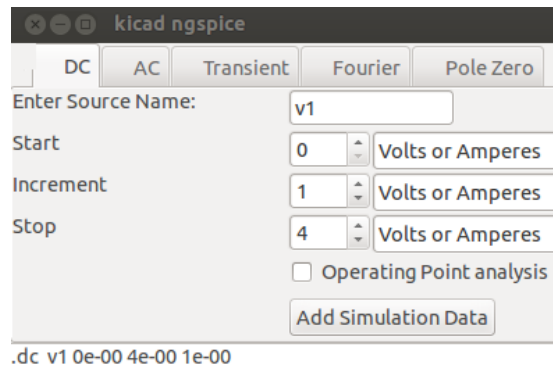 kicad ngspice
DC AC Transient Fourier Pole Zero
Enter Source Name: v1
Start 0 Volts or Amperes
Increment 1 Volts or Amperes
Stop 4 Volts or Amperes
Operating Point analysis
Add Simulation Data
.dc v1 0e-00 4e-00 1e-00